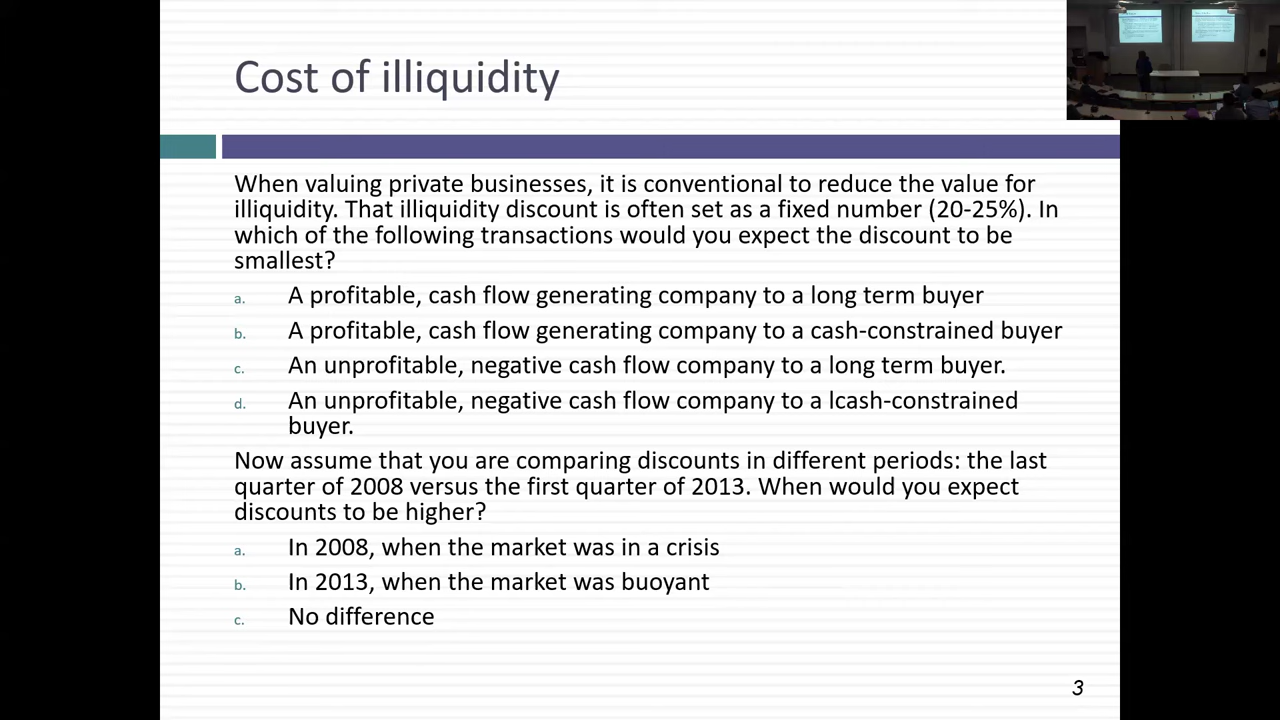 Cost of illiquidity
When valuing private businesses, it is conventional to reduce the value for
illiquidity. That illiquidity discount is often set as a fixed number (20-25%). In
which of the following transactions would you expect the discount to be
smallest?
a. A profitable, cash flow generating company to a long term buyer
b. A profitable, cash flow generating company to a cash-constrained buyer
c. An unprofitable, negative cash flow company to a long term buyer.
d. An unprofitable, negative cash flow company to a lcash-constrained
buyer.
Now assume that you are comparing discounts in different periods: the last
quarter of 2008 versus the first quarter of 2013. When would you expect
discounts to be higher?
a. In 2008, when the market was in a crisis
b. In 2013, when the market was buoyant
c. No difference
3